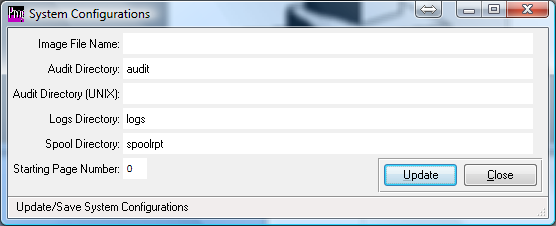 System Configurations
Image File Name:
Audit Directory: audit
Audit Directory (UNIX):
Logs Directory: logs
Spool Directory: spoolrpt
Starting Page Number: 0
Update Close
Update/Save System Configurations